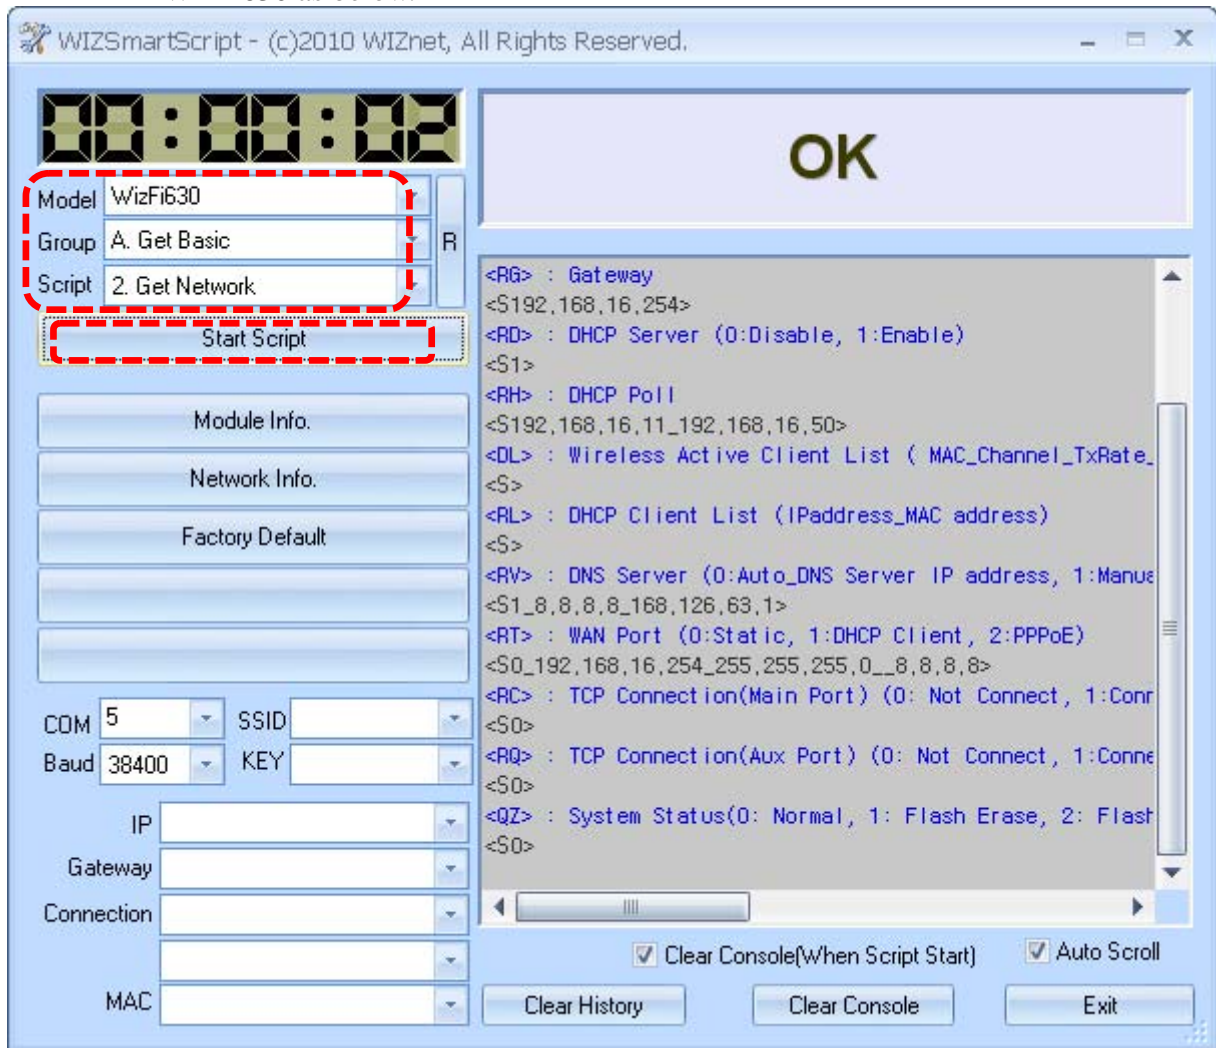 WIZSmartScript - (c)2010 WIZnet, All Rights Reserved.
00:00:02
OK
Model WizFi630
Group A. Get Basic
R
Script 2. Get Network
Start Script
Module Info.
Network Info.
Factory Default
COM 5 SSID
Baud 38400 KEY
IP
Gateway
Connection
MAC
<RG> : Gateway
<S192,168,16,254>
<RD> : DHCP Server (0:Disable, 1:Enable)
<S1>
<RH> : DHCP Poll
<S192,168,16,11_192,168,16,50>
<DL> : Wireless Active Client List ( MAC_Channel_TxRate_
<S>
<RL> : DHCP Client List (IPaddress_MAC address)
<S>
<RV> : DNS Server (0:Auto_DNS Server IP address, 1:Manua
<S1_8,8,8,8_168,126,63,1>
<RT> : WAN Port (0:Static, 1:DHCP Client, 2:PPPoE)
<S0_192,168,16,254_255,255,255,0__8,8,8,8>
<RC> : TCP Connection(Main Port) (0: Not Connect, 1:Conn
<S0>
<RQ> : TCP Connection(Aux Port) (0: Not Connect, 1:Conne
<S0>
<QZ> : System Status(0: Normal, 1: Flash Erase, 2: Flash
<S0>
Clear Console(When Script Start) Auto Scroll
Clear History Clear Console Exit